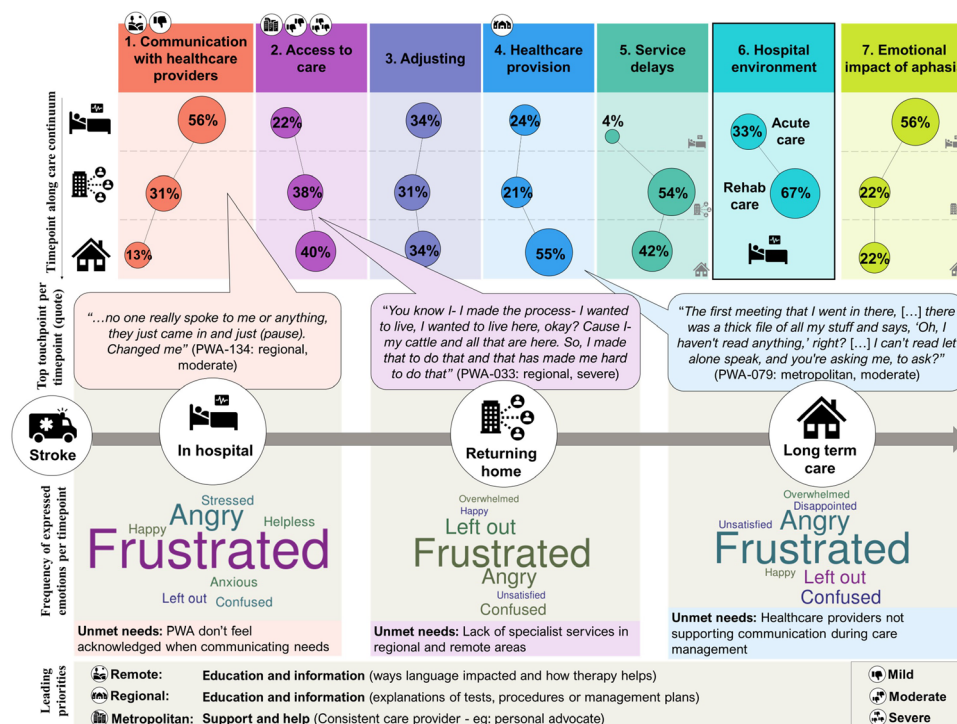 1. Communication
with healthcare
providers
2. Access to
care
3. Adjusting
4. Healthcare
provision
5. Service
delays
6. Hospital
environment
7. Emotional
impact of aphasi
Timepoint along care continuum
56%
22%
34%
24%
4%
33%
Acute
care
56%
31%
38%
31%
21%
54%
Rehab
care
67%
22%
13%
40%
34%
55%
42%
22%
Top touchpoint per
timepoint (quote)
“…no one really spoke to me or anything,
they just came in and just (pause).
Changed me” (PWA-134: regional,
moderate)
“You know I- I made the process- I wanted
to live, I wanted to live here, okay? Cause I-
my cattle and all that are here. So, I made
that to do that and that has made me hard
to do that” (PWA-033: regional, severe)
“The first meeting that I went in there, […] there
was a thick file of all my stuff and says, ‘Oh, I
haven't read anything,’ right? […] I can't read let
alone speak, and you're asking me, to ask?”
(PWA-079: metropolitan, moderate)
Stroke
In hospital
Returning
home
Long term
care
Frequency of expressed
emotions per timepoint
Stressed
Angry
Happy
Helpless
Frustrated
Anxious
Left out
Confused
Overwhelmed
Happy
Left out
Frustrated
Angry
Unsatisfied
Confused
Overwhelmed
Disappointed
Unsatisfied
Angry
Frustrated
Happy
Left out
Confused
Unmet needs: PWA don’t feel
acknowledged when communicating needs
Unmet needs: Lack of specialist services in
regional and remote areas
Unmet needs: Healthcare providers not
supporting communication during care
management
Leading
priorities
Remote: Education and information (ways language impacted and how therapy helps)
Regional: Education and information (explanations of tests, procedures or management plans)
Metropolitan: Support and help (Consistent care provider - eg: personal advocate)
Mild
Moderate
Severe